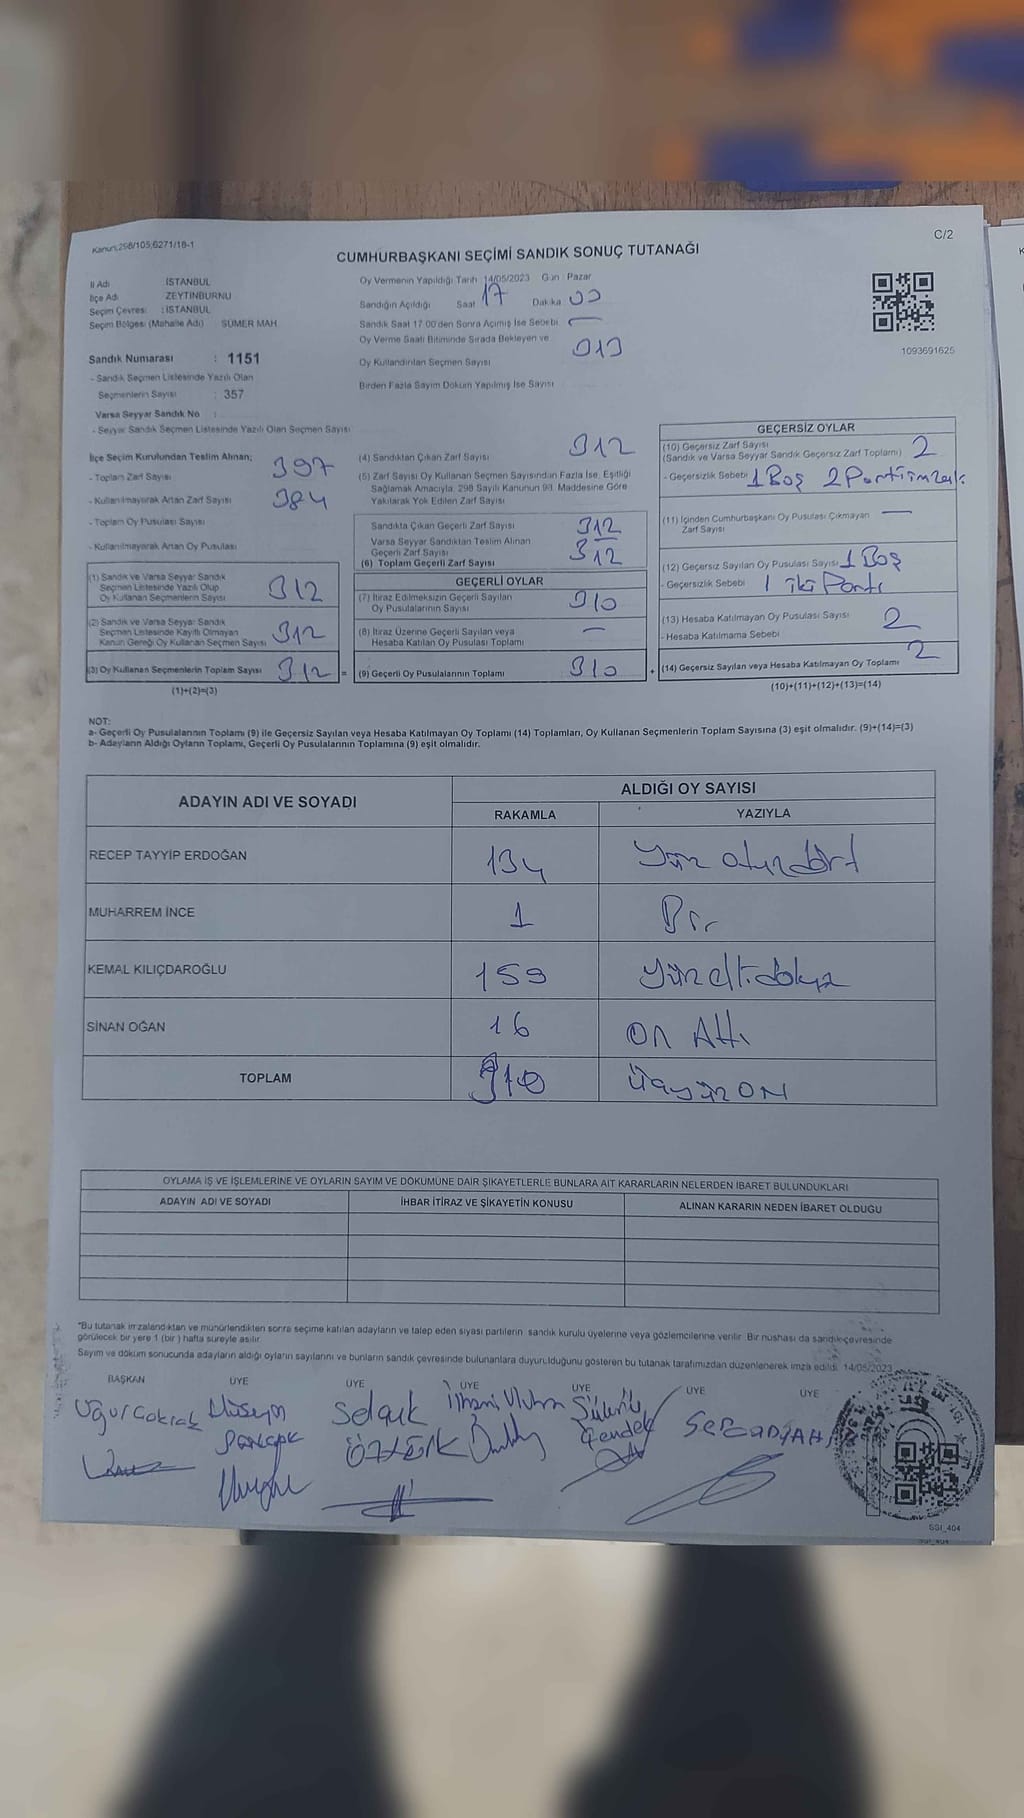 Kanun;298/105;6271/18-1
C/2
CUMHURBAŞKANI SEÇİMİ SANDIK SONUÇ TUTANAĞI
İl Adı İSTANBUL
İlçe Adı ZEYTİNBURNU
Seçim Çevresi : İSTANBUL
Seçim Bölgesi (Mahalle Adı) SÜMER MAH
Sandık Numarası : 1151
- Sandık Seçmen Listesinde Yazılı Olan
Seçmenlerin Sayısı : 357
Varsa Seyyar Sandık No :
- Seyyar Sandık Seçmen Listesinde Yazılı Olan Seçmen Sayısı
İlçe Seçim Kurulundan Teslim Alınan;
- Toplam Zarf Sayısı 397
- Kullanılmayarak Artan Zarf Sayısı 384
- Toplam Oy Pusulası Sayısı
- Kullanılmayarak Artan Oy Pusulası
Oy Vermenin Yapıldığı Tarih 14/05/2023 Gün : Pazar
Sandığın Açıldığı Saat 17 Dakika 00
Sandık Saat 17:00'den Sonra Açılmış İse Sebebi —
Oy Verme Saati Bitiminde Sırada Bekleyen ve
Oy Kullandırılan Seçmen Sayısı 313
Birden Fazla Sayım Döküm Yapılmış İse Sayısı
1093691625
(4) Sandıktan Çıkan Zarf Sayısı 312
(5) Zarf Sayısı Oy Kullanan Seçmen Sayısından Fazla İse, Eşitliği
Sağlamak Amacıyla, 298 Sayılı Kanunun 98. Maddesine Göre
Yakılarak Yok Edilen Zarf Sayısı
Sandıkta Çıkan Geçerli Zarf Sayısı 312
Varsa Seyyar Sandıktan Teslim Alınan
Geçerli Zarf Sayısı —
(6) Toplam Geçerli Zarf Sayısı 312
GEÇERSİZ OYLAR
(10) Geçersiz Zarf Sayısı 2
(Sandık ve Varsa Seyyar Sandık Geçersiz Zarf Toplamı)
- Geçersizlik Sebebi 1 Boş 2 Parti
(11) İçinden Cumhurbaşkanı Oy Pusulası Çıkmayan —
Zarf Sayısı
(12) Geçersiz Sayılan Oy Pusulası Sayısı 1 Boş
- Geçersizlik Sebebi 1 iki Parti
(13) Hesaba Katılmayan Oy Pusulası Sayısı 2
- Hesaba Katılmama Sebebi
(14) Geçersiz Sayılan veya Hesaba Katılmayan Oy Toplamı 2
(10)+(11)+(12)+(13)=(14)
(1) Sandık ve Varsa Seyyar Sandık
Seçmen Listesinde Yazılı Olup
Oy Kullanan Seçmenlerin Sayısı 312
(2) Sandık ve Varsa Seyyar Sandık
Seçmen Listesinde Kayıtlı Olmayan
Kanun Gereği Oy Kullanan Seçmen Sayısı 312
(3) Oy Kullanan Seçmenlerin Toplam Sayısı 312 =
(1)+(2)=(3)
GEÇERLİ OYLAR
(7) İtiraz Edilmeksizin Geçerli Sayılan
Oy Pusulalarının Sayısı 310
(8) İtiraz Üzerine Geçerli Sayılan veya
Hesaba Katılan Oy Pusulası Toplamı —
(9) Geçerli Oy Pusulalarının Toplamı 310 +
NOT:
a- Geçerli Oy Pusulalarının Toplamı (9) ile Geçersiz Sayılan veya Hesaba Katılmayan Oy Toplamı (14) Toplamları, Oy Kullanan Seçmenlerin Toplam Sayısına (3) eşit olmalıdır. (9)+(14)=(3)
b- Adayların Aldığı Oyların Toplamı, Geçerli Oy Pusulalarının Toplamına (9) eşit olmalıdır.
ADAYIN ADI VE SOYADI
ALDIĞI OY SAYISI
RAKAMLA YAZIYLA
RECEP TAYYİP ERDOĞAN 134 Yüz otuzdört
MUHARREM İNCE 1 Bir
KEMAL KILIÇDAROĞLU 159
SİNAN OĞAN 16 on Altı
TOPLAM 310 üçyüz ON
OYLAMA İŞ VE İŞLEMLERİNE VE OYLARIN SAYIM VE DÖKÜMÜNE DAİR ŞİKAYETLERLE BUNLARA AİT KARARLARIN NELERDEN İBARET BULUNDUKLARI
ADAYIN ADI VE SOYADI İHBAR İTİRAZ VE ŞİKAYETİN KONUSU ALINAN KARARIN NEDEN İBARET OLDUĞU
*Bu tutanak imzalandıktan ve mühürlendikten sonra seçime katılan adayların ve talep eden siyasi partilerin sandık kurulu üyelerine veya gözlemcilerine verilir. Bir nüshası da sandık çevresinde
görülecek bir yere 1 (bir ) hafta süreyle asılır.
Sayım ve döküm sonucunda adayların aldığı oyların sayılarını ve bunların sandık çevresinde bulunanlara duyurulduğunu gösteren bu tutanak tarafımızdan düzenlenerek imza edildi. 14/05/2023
BAŞKAN ÜYE ÜYE ÜYE ÜYE ÜYE ÜYE
Uğur Hüseyin Selçuk İlhami
ÖZTÜRK
SGI_404